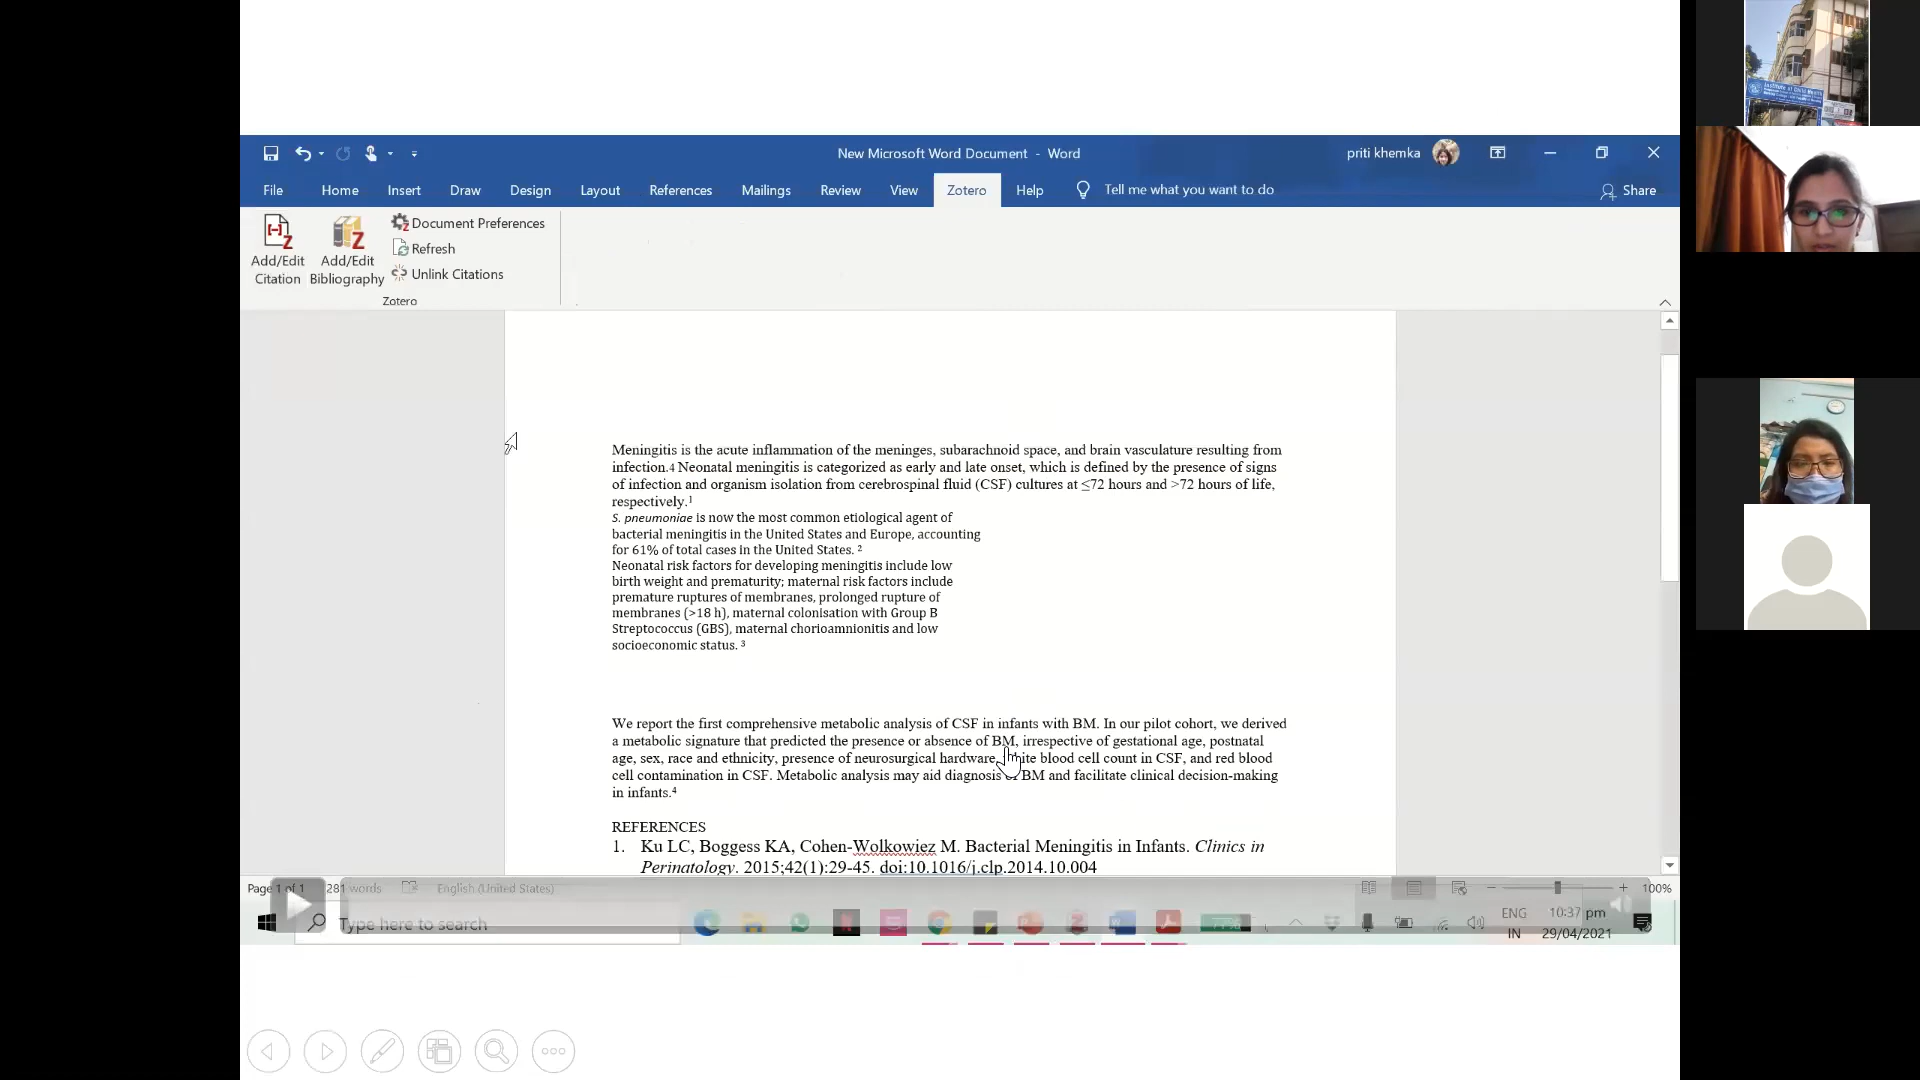 New Microsoft Word Document - Word
priti khemka
File Home Insert Draw Design Layout References Mailings Review View Zotero Help Tell me what you want to do Share
Add/Edit Citation
Add/Edit Bibliography
Document Preferences
Refresh
Unlink Citations
Zotero
Meningitis is the acute inflammation of the meninges, subarachnoid space, and brain vasculature resulting from
infection.4 Neonatal meningitis is categorized as early and late onset, which is defined by the presence of signs
of infection and organism isolation from cerebrospinal fluid (CSF) cultures at ≤72 hours and >72 hours of life,
respectively.¹
S. pneumoniae is now the most common etiological agent of
bacterial meningitis in the United States and Europe, accounting
for 61% of total cases in the United States. ²
Neonatal risk factors for developing meningitis include low
birth weight and prematurity; maternal risk factors include
premature ruptures of membranes, prolonged rupture of
membranes (>18 h), maternal colonisation with Group B
Streptococcus (GBS), maternal chorioamnionitis and low
socioeconomic status. ³
We report the first comprehensive metabolic analysis of CSF in infants with BM. In our pilot cohort, we derived
a metabolic signature that predicted the presence or absence of BM, irrespective of gestational age, postnatal
age, sex, race and ethnicity, presence of neurosurgical hardware, blood cell count in CSF, and red blood
cell contamination in CSF. Metabolic analysis may aid diagnosis BM and facilitate clinical decision-making
in infants.⁴
REFERENCES
1. Ku LC, Boggess KA, Cohen-Wolkowiez M. Bacterial Meningitis in Infants. Clinics in
Perinatology. 2015;42(1):29-45. doi:10.1016/j.clp.2014.10.004
Page 1 of 1 281 words English (United States) 100%
Type here to search
ENG 10:37 pm
IN 29/04/2021
Institute of Child Health